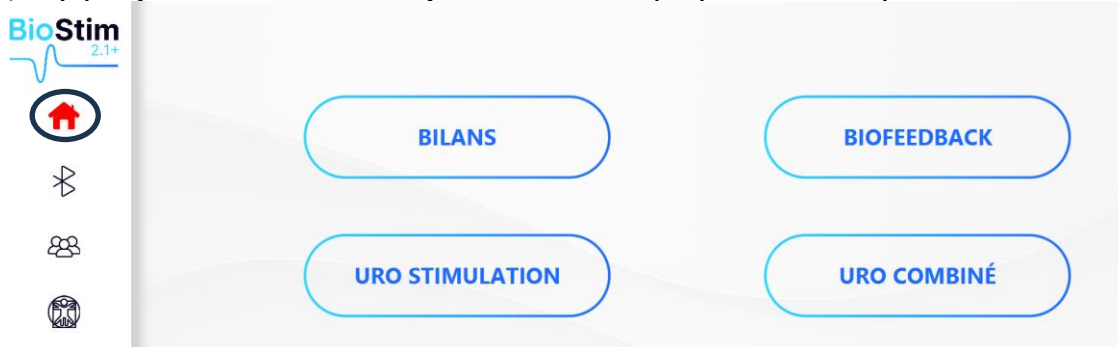 BioStim
2.1+
BILANS
BIOFEEDBACK
URO STIMULATION
URO COMBINÉ